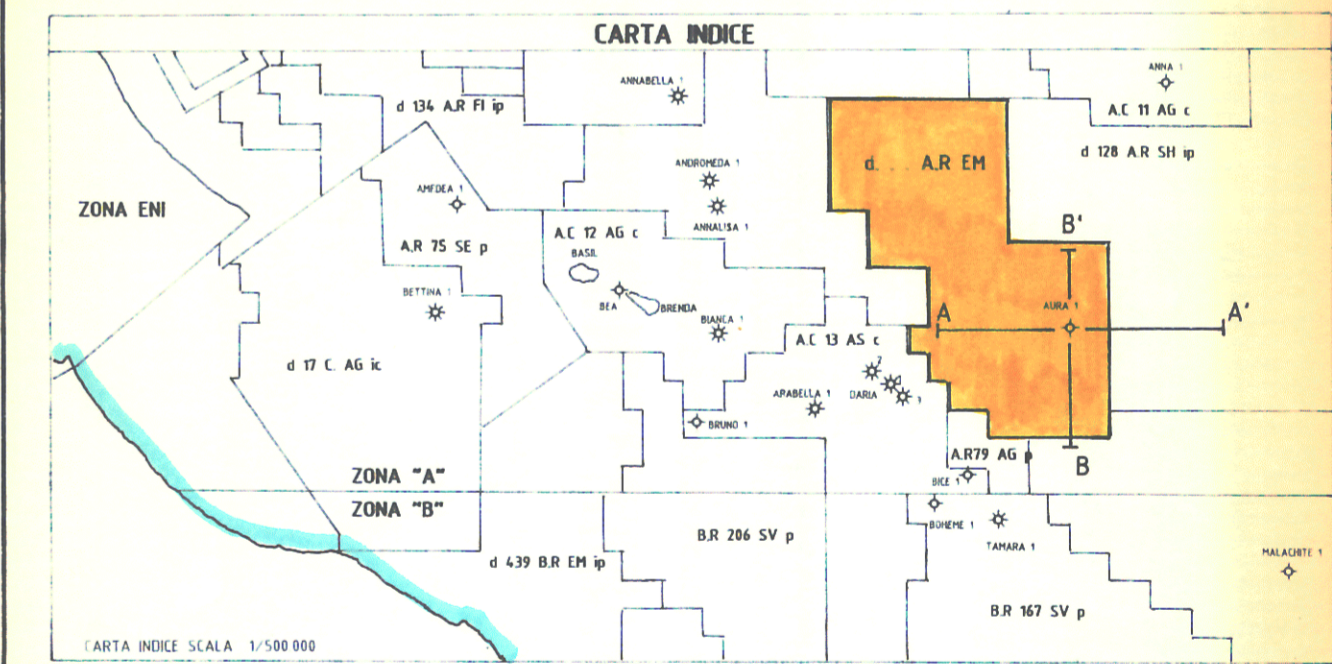 CARTA INDICE
ANNABELLA 1
ANNA 1
d 134 A.R FI ip
A.C 11 AG c
d 128 A.R SH ip
ANDROMEDA 1
d... A.R EM
AMEDEA 1
ZONA ENI
ANNALISA 1
B'
A.C 12 AG c
A.R 75 SE p
BASIL
BETTINA 1
BEA
BRENDA
AURA 1
A
A'
BIANCA 1
A.C 13 AS c
d 17 C. AG ic
2
ARABELLA 1
DARIA
1
BRUNO 1
A.R79 AG p
B
ZONA "A"
BICE 1
ZONA "B"
BOHEME 1
B.R 206 SV p
TAMARA 1
MALACHITE 1
d 439 B.R EM ip
B.R 167 SV p
CARTA INDICE SCALA 1/500 000